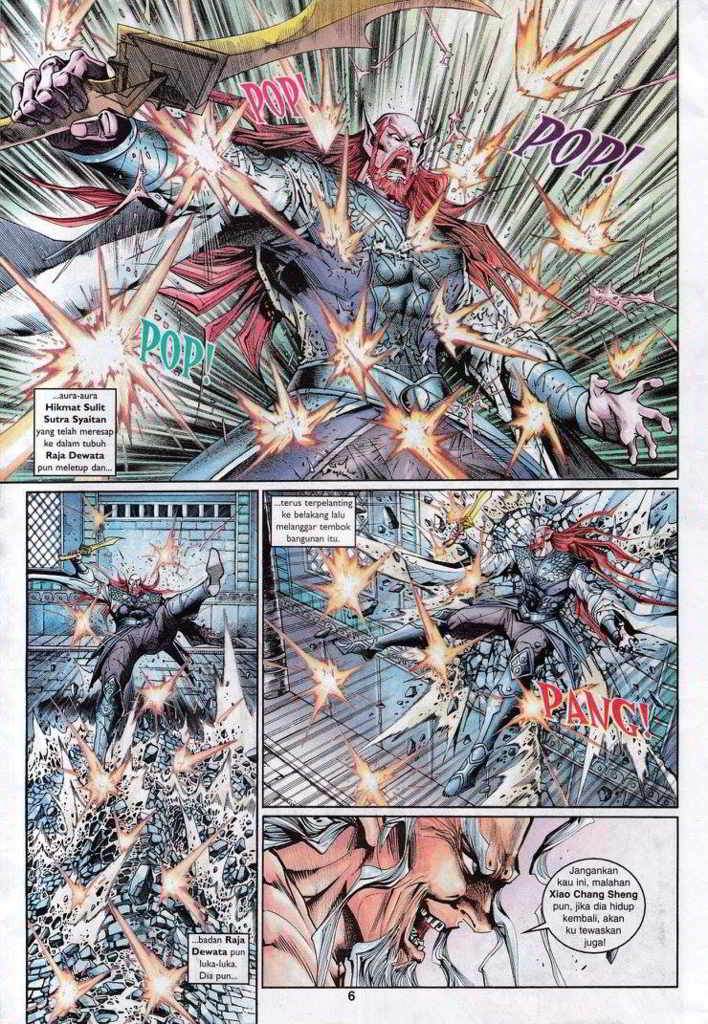 POP!
POP!
POP!
...aura-aura
Hikmat Sulit
Sutra Syaitan
yang telah meresap
ke dalam tubuh
Raja Dewata
pun meletup dan...
...terus terpelanting
ke belakang lalu
melanggar tembok
bangunan itu.
PANG!
...badan Raja
Dewata pun
luka-luka.
Dia pun...
Jangankan
kau ini, malahan
Xiao Chang Sheng
pun, jika dia hidup
kembali, akan
ku tewaskan
juga!
6